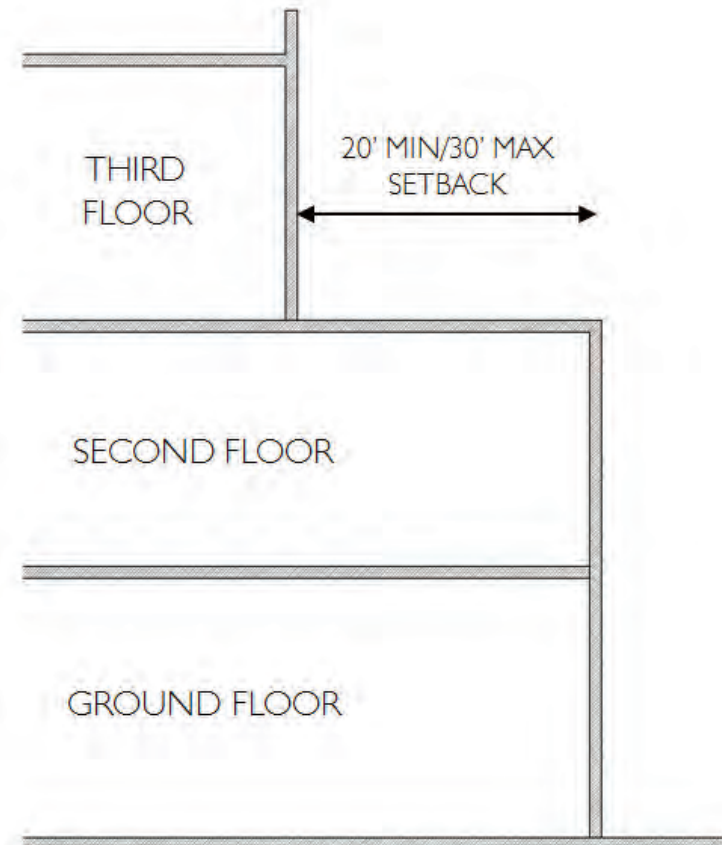 THIRD
FLOOR
20' MIN/30' MAX
SETBACK
SECOND FLOOR
GROUND FLOOR